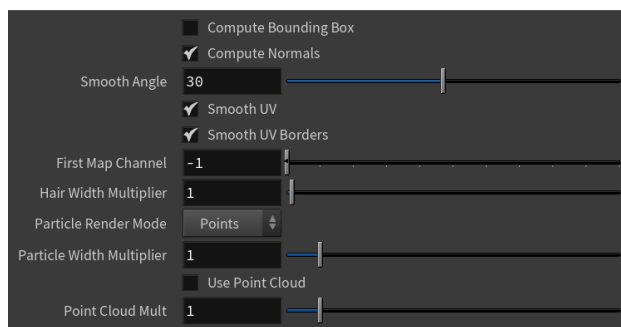 Compute Bounding Box
Compute Normals
Smooth Angle 30
Smooth UV
Smooth UV Borders
First Map Channel -1
Hair Width Multiplier 1
Particle Render Mode Points
Particle Width Multiplier 1
Use Point Cloud
Point Cloud Mult 1